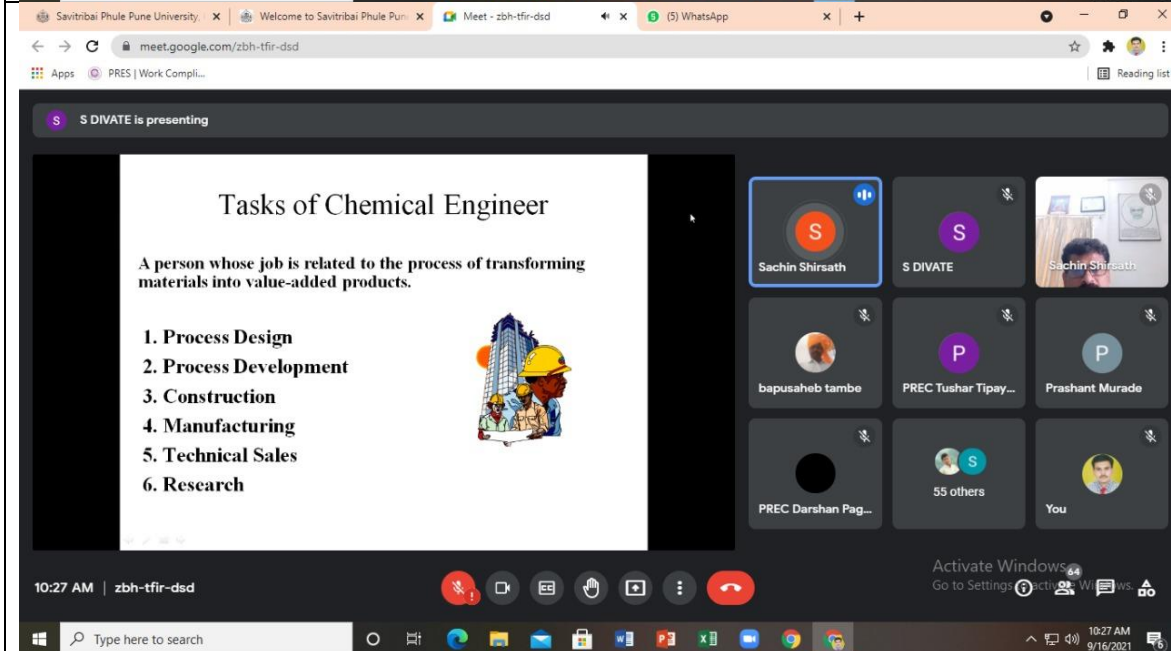 Savitribai Phule Pune University,
Welcome to Savitribai Phule Pun
Meet - zbh-tfir-dsd
(5) WhatsApp
meet.google.com/zbh-tfir-dsd
Apps
PRES | Work Compli...
Reading list
S
S DIVATE is presenting
Tasks of Chemical Engineer
A person whose job is related to the process of transforming
materials into value-added products.
1. Process Design
2. Process Development
3. Construction
4. Manufacturing
5. Technical Sales
6. Research
S
Sachin Shirsath
S
S DIVATE
Sachin Shirsath
bapusaheb tambe
P
PREC Tushar Tipay...
P
Prashant Murade
PREC Darshan Pag...
S
55 others
You
10:27 AM | zbh-tfir-dsd
CC
Activate Windows
64
Go to Settings
Type here to search
10:27 AM
9/16/2021
6